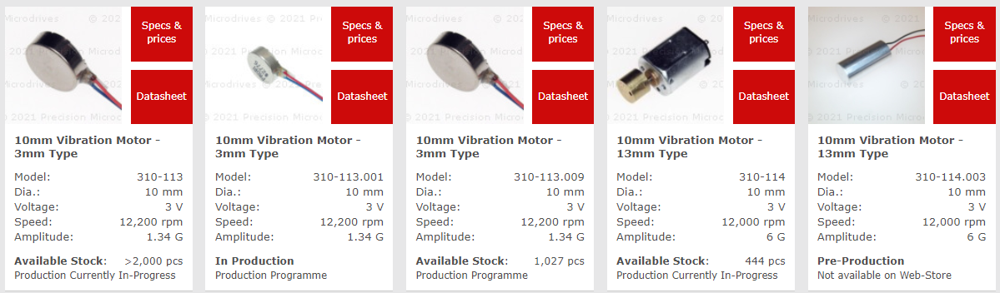 Microdrives © 2021 Precision
Specs &
prices
Datasheet
© 2021 Precision Microd
10mm Vibration Motor -
3mm Type
Model: 310-113
Dia.: 10 mm
Voltage: 3 V
Speed: 12,200 rpm
Amplitude: 1.34 G
Available Stock: >2,000 pcs
Production Currently In-Progress
Specs &
prices
Datasheet
10mm Vibration Motor -
3mm Type
Model: 310-113.001
Dia.: 10 mm
Voltage: 3 V
Speed: 12,200 rpm
Amplitude: 1.34 G
In Production
Production Programme
Specs &
prices
Datasheet
10mm Vibration Motor -
3mm Type
Model: 310-113.009
Dia.: 10 mm
Voltage: 3 V
Speed: 12,200 rpm
Amplitude: 1.34 G
Available Stock: 1,027 pcs
Production Programme
Specs &
prices
Datasheet
10mm Vibration Motor -
13mm Type
Model: 310-114
Dia.: 10 mm
Voltage: 3 V
Speed: 12,000 rpm
Amplitude: 6 G
Available Stock: 444 pcs
Production Currently In-Progress
Specs &
prices
Datasheet
10mm Vibration Motor -
13mm Type
Model: 310-114.003
Dia.: 10 mm
Voltage: 3 V
Speed: 12,000 rpm
Amplitude: 6 G
Pre-Production
Not available on Web-Store